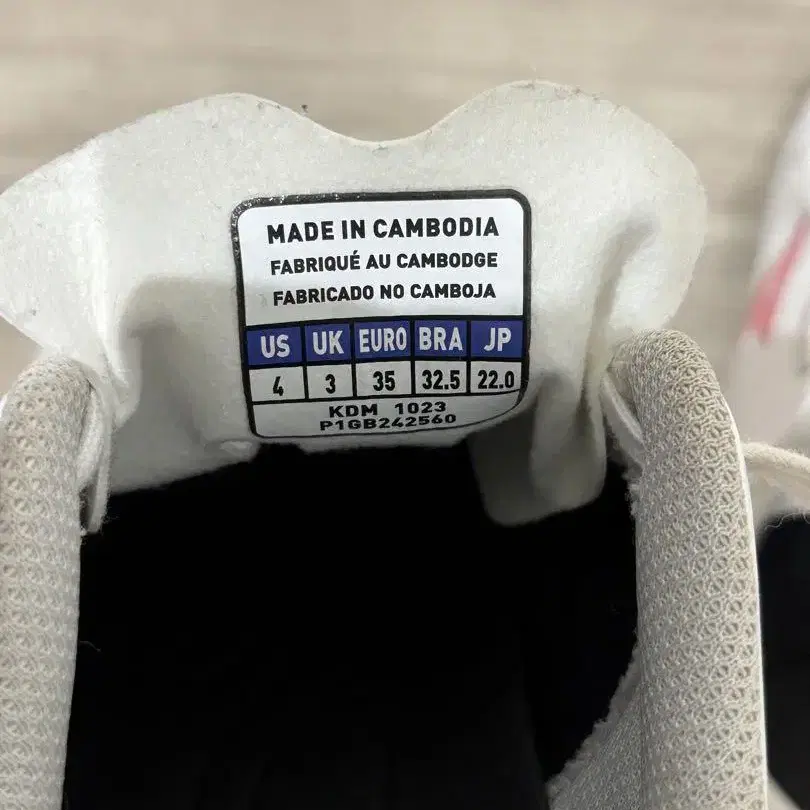 MADE IN CAMBODIA
FABRIQUÉ AU CAMBODGE
FABRICADO NO CAMBOJA
US UK EURO BRA JP
4 3 35 32.5 22.0
KDM 1023
P1GB242560